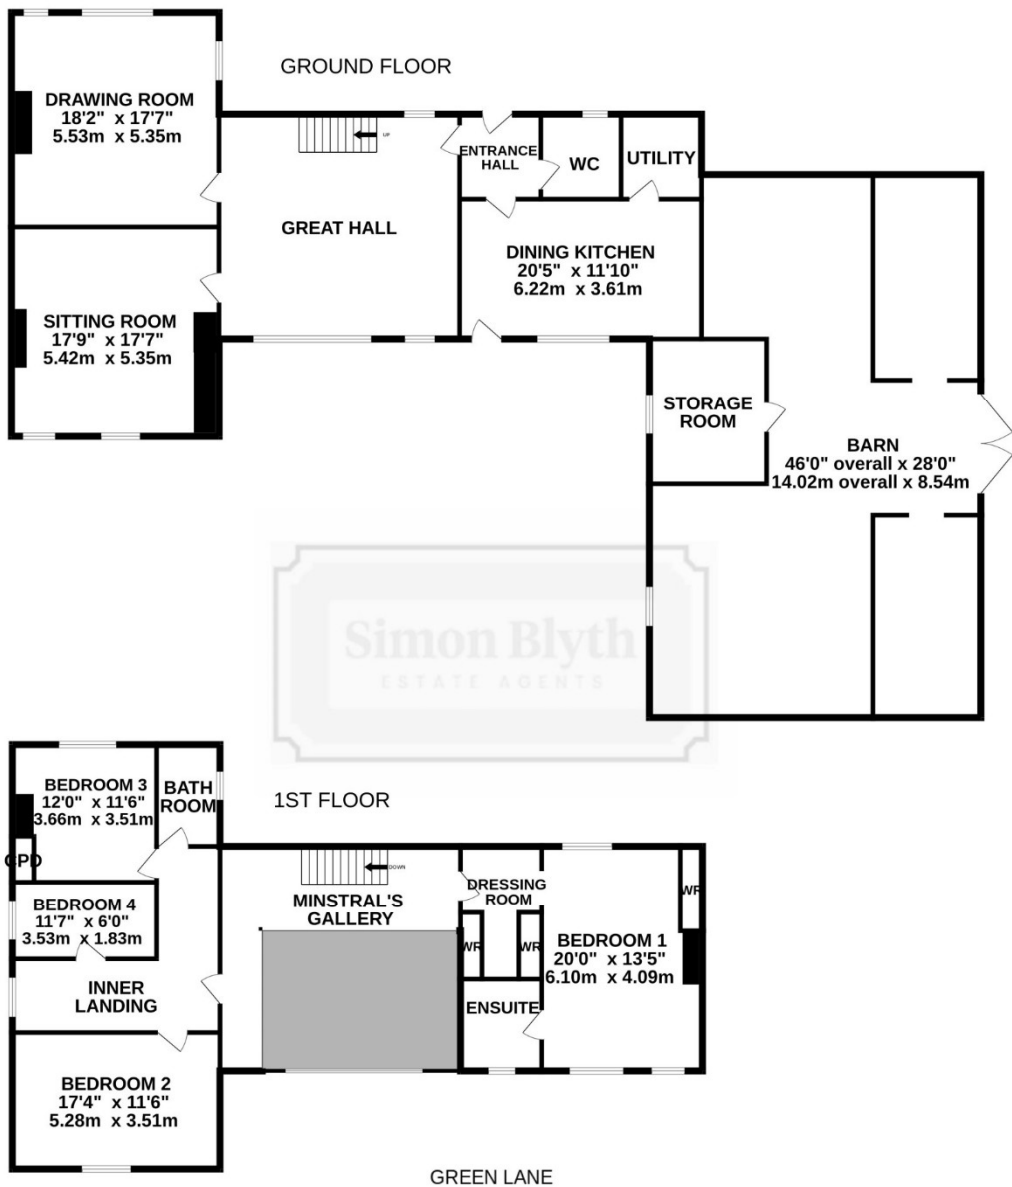 GROUND FLOOR
DRAWING ROOM
18'2" x 17'7"
5.53m x 5.35m
UP
ENTRANCE
HALL
WC
UTILITY
GREAT HALL
DINING KITCHEN
20'5" x 11'10"
6.22m x 3.61m
SITTING ROOM
17'9" x 17'7"
5.42m x 5.35m
STORAGE
ROOM
BARN
46'0" overall x 28'0"
14.02m overall x 8.54m
Simon Blyth
ESTATE AGENTS
1ST FLOOR
BEDROOM 3
12'0" x 11'6"
3.66m x 3.51m
BATH
ROOM
CPD
BEDROOM 4
11'7" x 6'0"
3.53m x 1.83m
INNER
LANDING
DOWN
MINSTRAL'S
GALLERY
DRESSING
ROOM
WR
WR
WR
BEDROOM 1
20'0" x 13'5"
6.10m x 4.09m
ENSUITE
BEDROOM 2
17'4" x 11'6"
5.28m x 3.51m
GREEN LANE